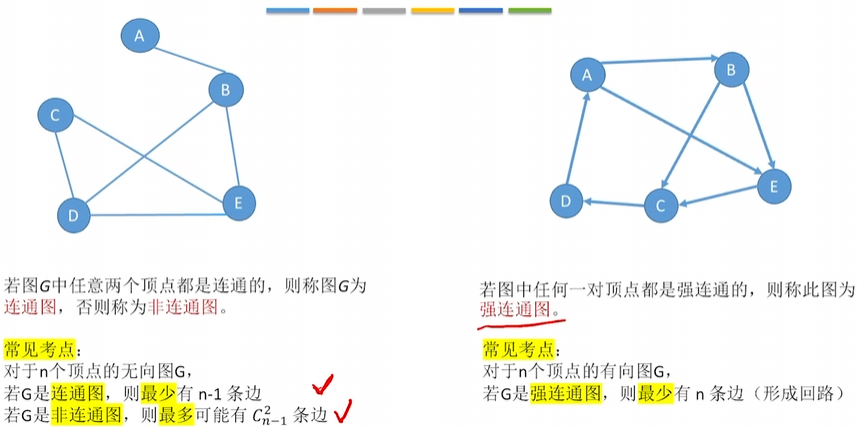 A
B
C
D
E
若图G中任意两个顶点都是连通的，则称图G为
连通图，否则称为非连通图。
常见考点：
对于n个顶点的无向图G，
若G是连通图，则最少有 n-1 条边
若G是非连通图，则最多可能有 C²ₙ₋₁ 条边
A
B
E
D
C
若图中任何一对顶点都是强连通的，则称此图为
强连通图。
常见考点：
对于n个顶点的有向图G，
若G是强连通图，则最少有 n 条边（形成回路）